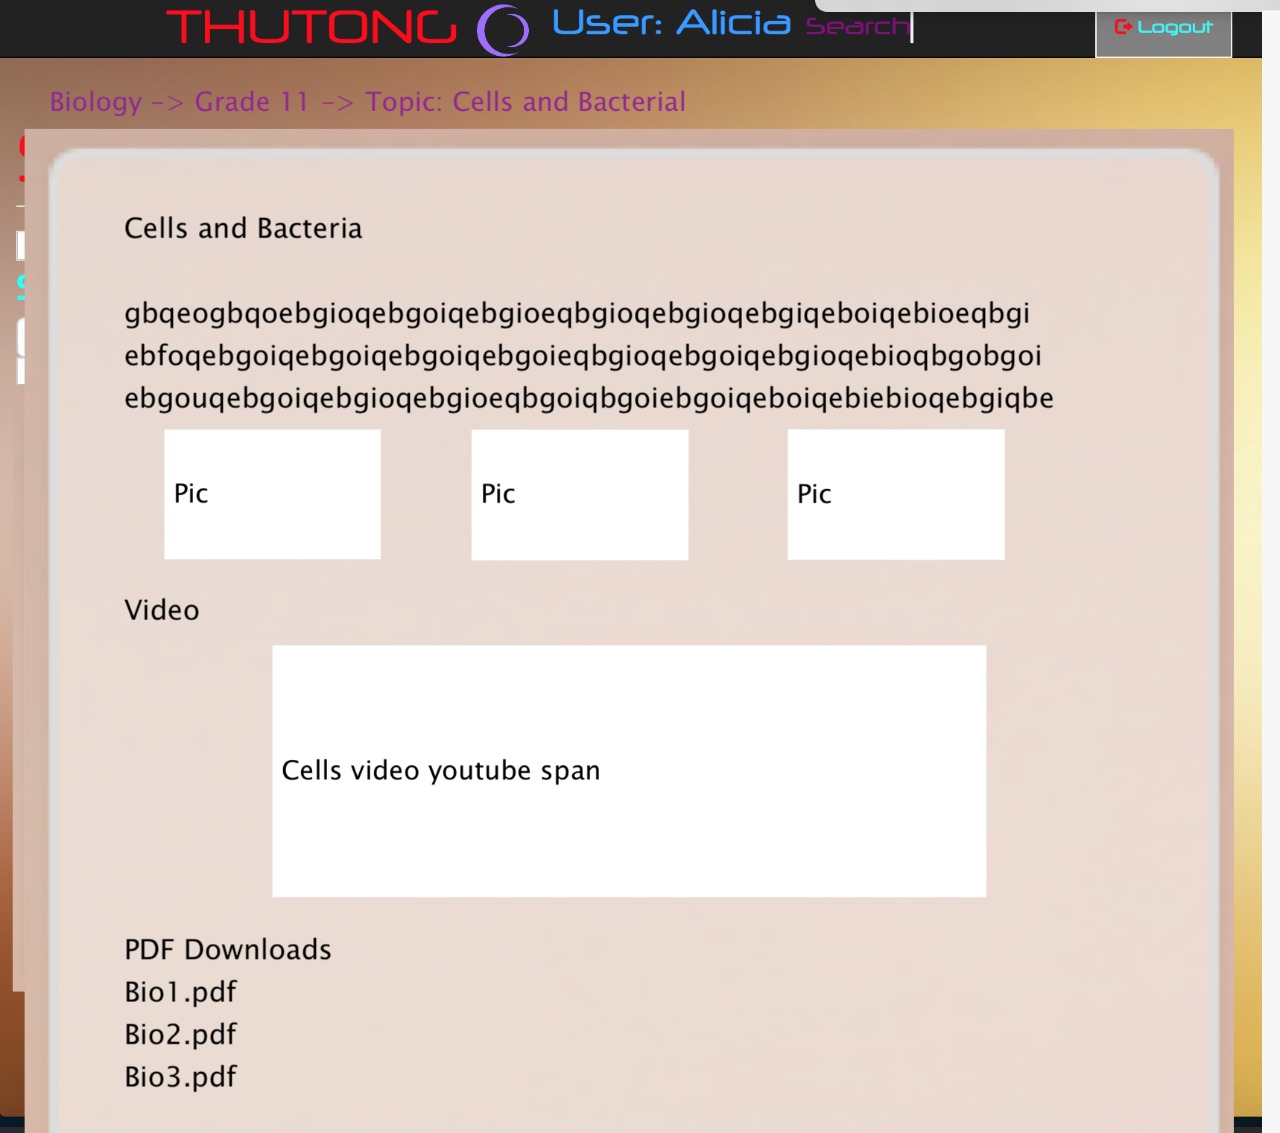 THUTONG User: Alicia Search Logout
Biology -> Grade 11 -> Topic: Cells and Bacterial
Cells and Bacteria
gbqeogbqoebgioqebgoiqebgioeqbgioqebgioqebgiqeboiqebioeqbgi
ebfoqebgoiqebgoiqebgoiqebgoieqbgioqebgoiqebgioqebioqbgobgoi
ebgouqebgoiqebgioqebgioeqbgoiqbgoiebgoiqeboiqebiebioqebgiqbe
Pic Pic Pic
Video
Cells video youtube span
PDF Downloads
Bio1.pdf
Bio2.pdf
Bio3.pdf